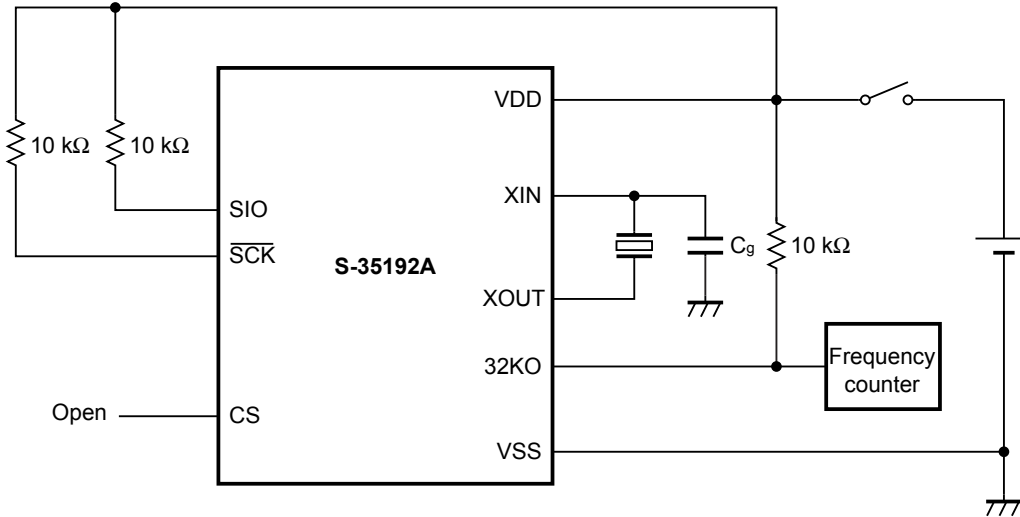 VDD
10 kΩ
10 kΩ
XIN
SIO
SCK
S-35192A
Cg
10 kΩ
XOUT
32KO
Frequency
counter
Open
CS
VSS